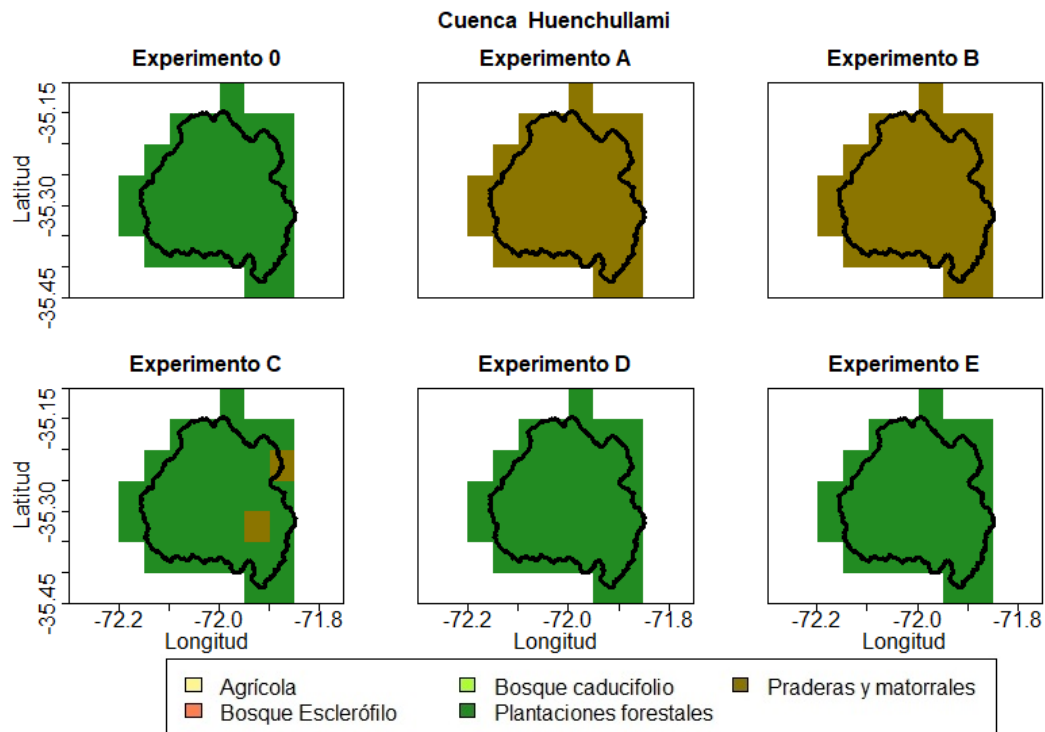 Cuenca Huenchullami
Experimento 0
Experimento A
Experimento B
Latitud
-35.15
-35.30
-35.45
Experimento C
Experimento D
Experimento E
Latitud
-35.15
-35.30
-35.45
-72.2 -72.0 -71.8
-72.2 -72.0 -71.8
-72.2 -72.0 -71.8
Longitud
Longitud
Longitud
Agrícola
Bosque caducifolio
Praderas y matorrales
Bosque Esclerófilo
Plantaciones forestales